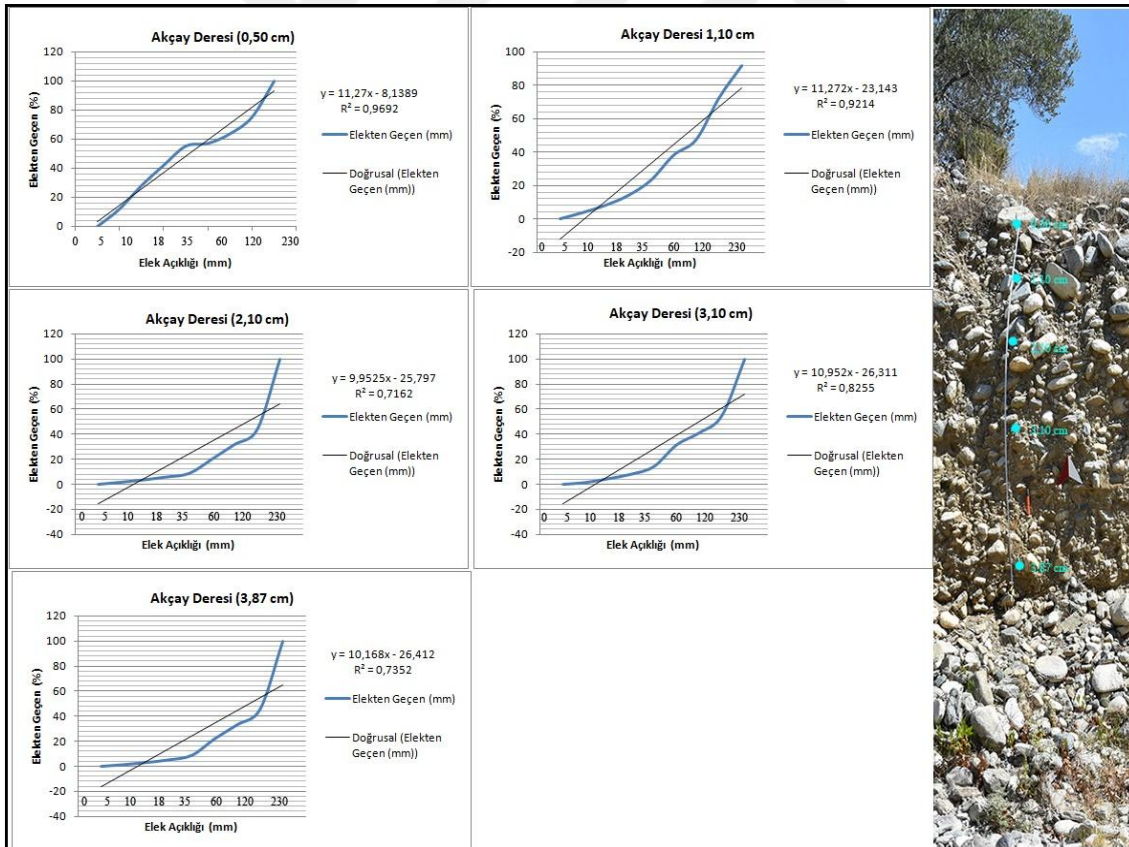 Akçay Deresi (0,50 cm)
120
100
80
60
40
20
0
0 5 10 18 35 60 120 230
Elekten Geçen (%)
Elek Açıklığı (mm)
y = 11,27x - 8,1389
R² = 0,9692
Elekten Geçen (mm)
Doğrusal (Elekten
Geçen (mm))
Akçay Deresi 1,10 cm
100
80
60
40
20
0
-20
0 5 10 18 35 60 120 230
Elekten Geçen (%)
Elek Açıklığı (mm)
y = 11,272x - 23,143
R² = 0,9214
Elekten Geçen (mm)
Doğrusal (Elekten
Geçen (mm))
Akçay Deresi (2,10 cm)
120
100
80
60
40
20
0
-20
-40
0 5 10 18 35 60 120 230
Elekten Geçen (%)
Elek Açıklığı (mm)
y = 9,9525x - 25,797
R² = 0,7162
Elekten Geçen (mm)
Doğrusal (Elekten
Geçen (mm))
Akçay Deresi (3,10 cm)
120
100
80
60
40
20
0
-20
-40
0 5 10 18 35 60 120 230
Elekten Geçen (%)
Elek Açıklığı (mm)
y = 10,952x - 26,311
R² = 0,8255
Elekten Geçen (mm)
Doğrusal (Elekten
Geçen (mm))
Akçay Deresi (3,87 cm)
120
100
80
60
40
20
0
-20
-40
0 5 10 18 35 60 120 230
Elekten Geçen (%)
Elek Açıklığı (mm)
y = 10,168x - 26,412
R² = 0,7352
Elekten Geçen (mm)
Doğrusal (Elekten
Geçen (mm))
3,10 cm
3,87 cm